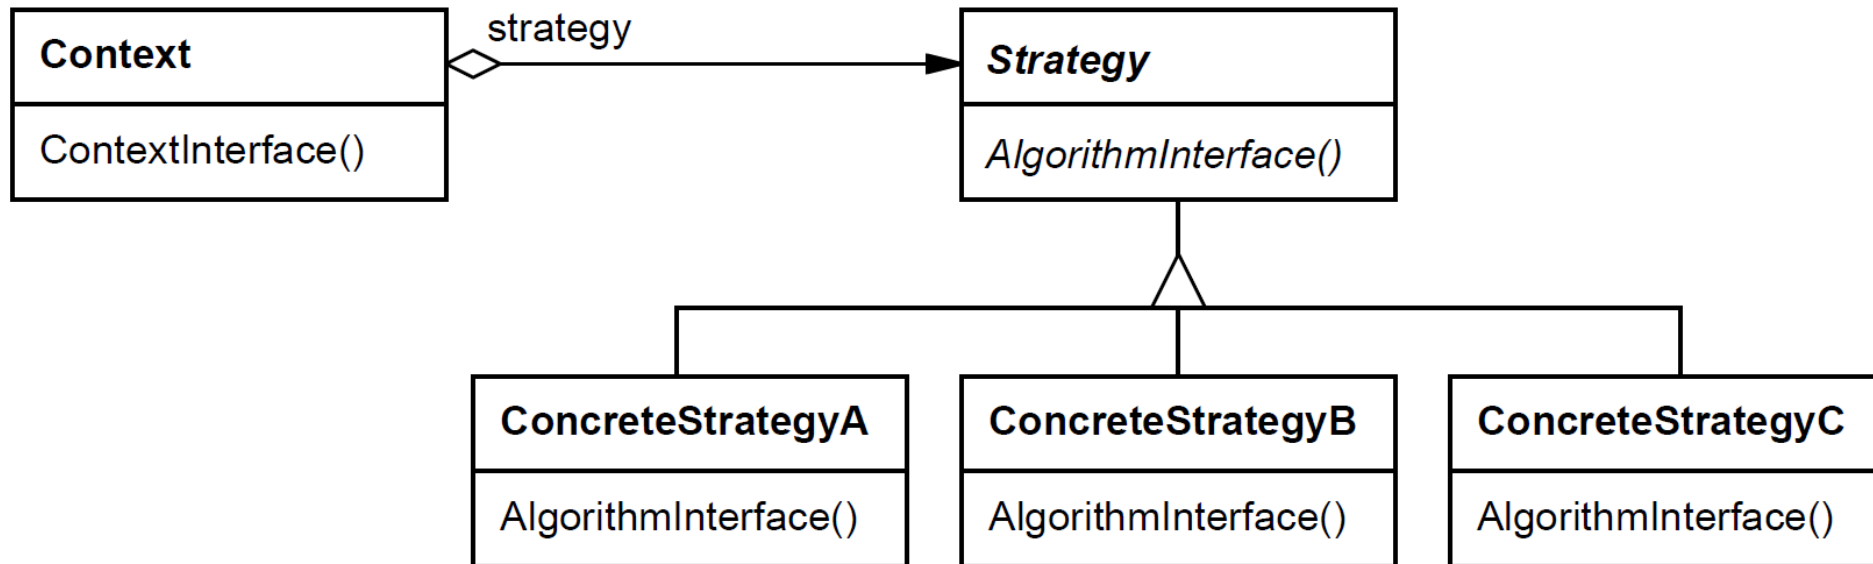 Context
ContextInterface()
strategy
Strategy
AlgorithmInterface()
ConcreteStrategyA
AlgorithmInterface()
ConcreteStrategyB
AlgorithmInterface()
ConcreteStrategyC
AlgorithmInterface()